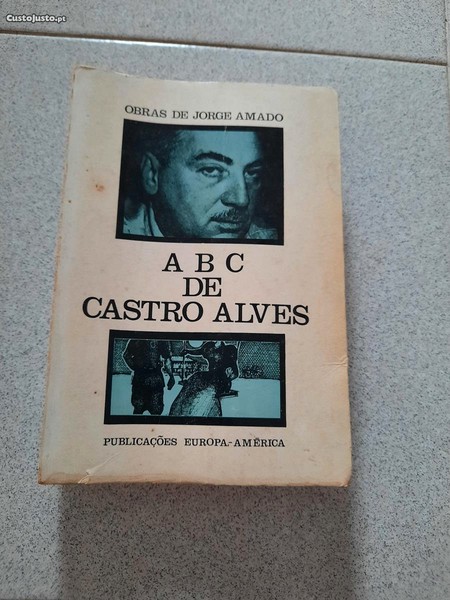 CustoJusto.pt
OBRAS DE JORGE AMADO
A B C
DE
CASTRO ALVES
PUBLICAÇÕES EUROPA-AMÉRICA